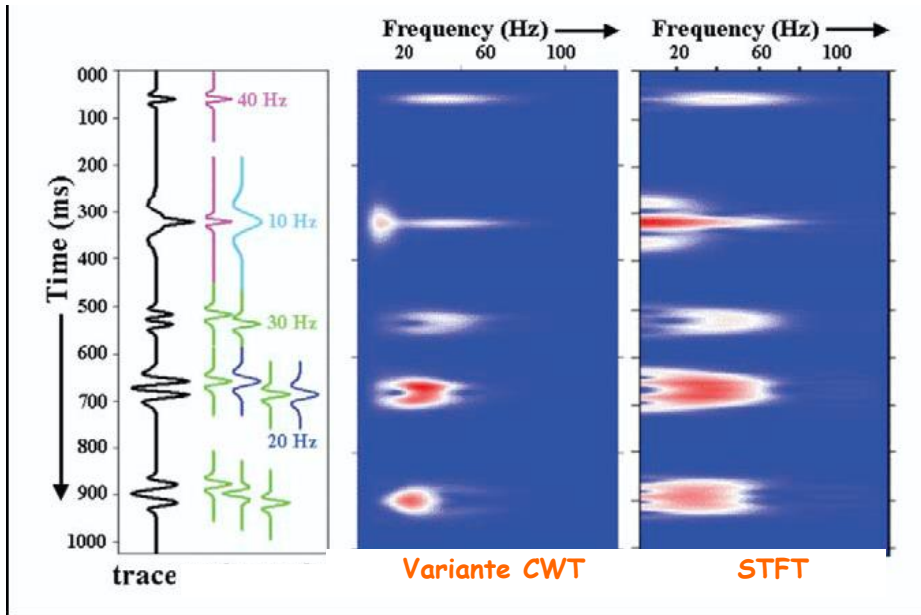 Frequency (Hz)
20 60 100
Frequency (Hz)
20 60 100
Time (ms)
000
100
200
300
400
500
600
700
800
900
1000
40 Hz
10 Hz
30 Hz
20 Hz
trace
Variante CWT
STFT